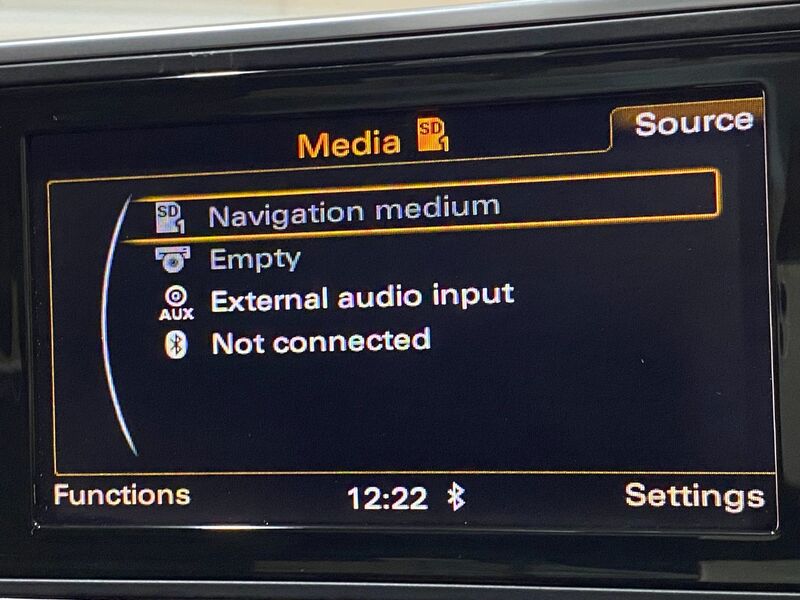 Media SD 1
Source
SD 1 Navigation medium
Empty
AUX External audio input
Not connected
Functions 12:22 Settings